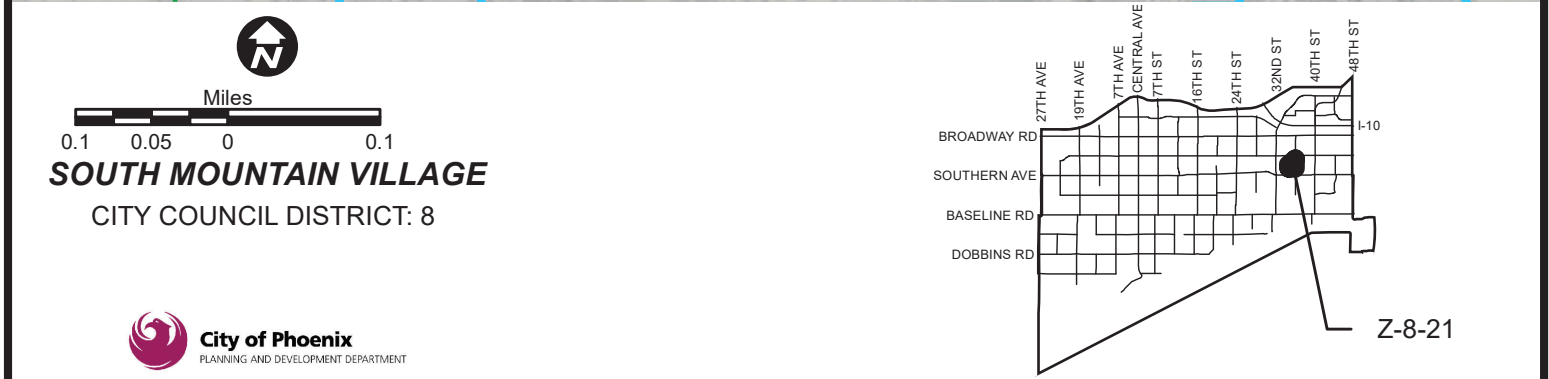 N
Miles
0.1 0.05 0 0.1
SOUTH MOUNTAIN VILLAGE
CITY COUNCIL DISTRICT: 8
City of Phoenix
PLANNING AND DEVELOPMENT DEPARTMENT
27TH AVE
19TH AVE
7TH AVE
CENTRAL AVE
7TH ST
16TH ST
24TH ST
32ND ST
40TH ST
48TH ST
BROADWAY RD
I-10
SOUTHERN AVE
BASELINE RD
DOBBINS RD
Z-8-21